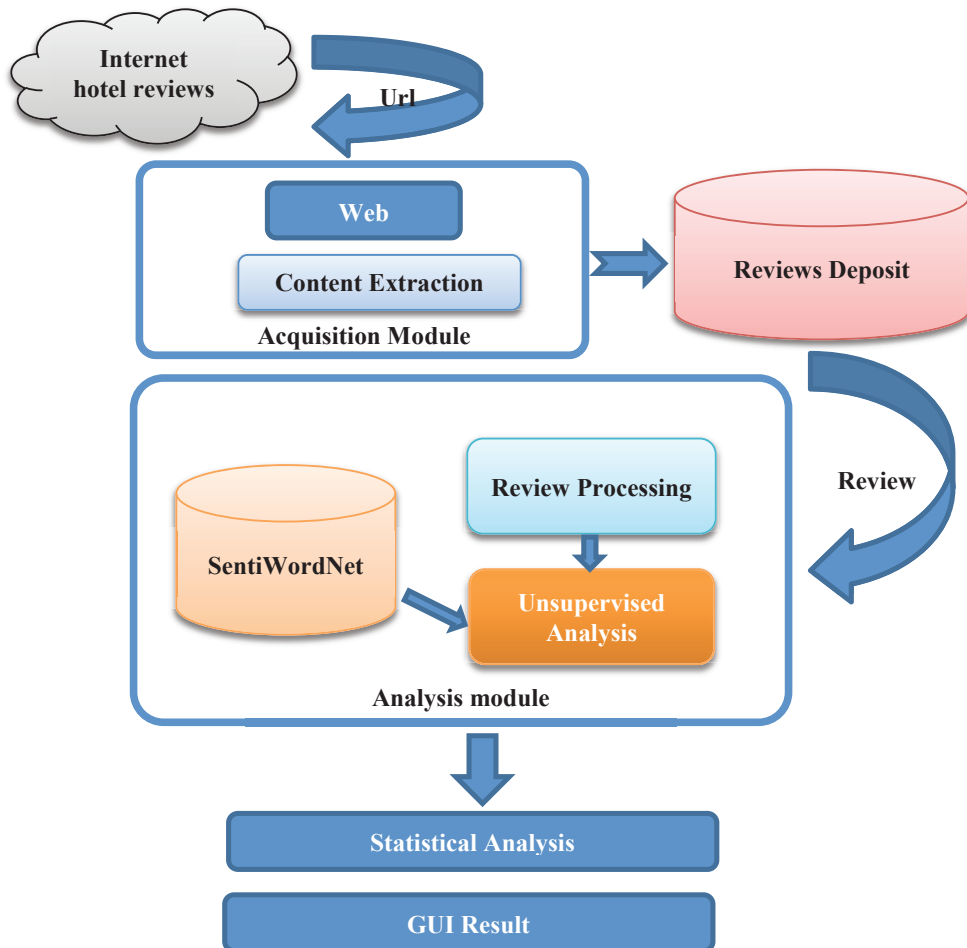 Internet
hotel reviews
Url
Web
Content Extraction
Acquisition Module
Reviews Deposit
Review Processing
Review
SentiWordNet
Unsupervised
Analysis
Analysis module
Statistical Analysis
GUI Result